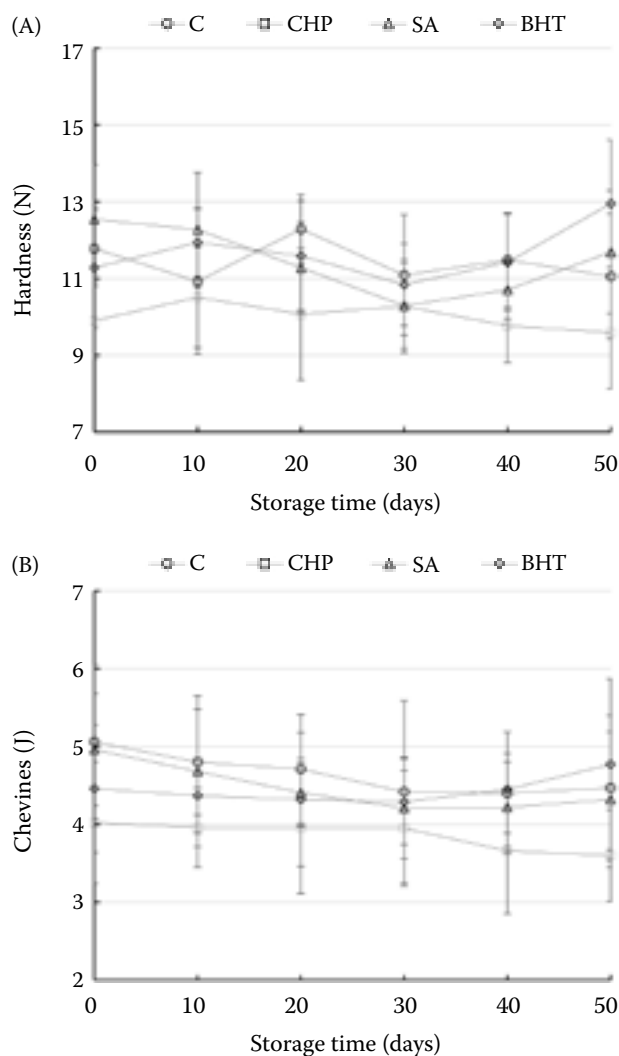 (A)
C CHP SA BHT
17
15
13
11
9
7
Hardness (N)
0 10 20 30 40 50
Storage time (days)
(B)
C CHP SA BHT
7
6
5
4
3
2
Chevines (J)
0 10 20 30 40 50
Storage time (days)